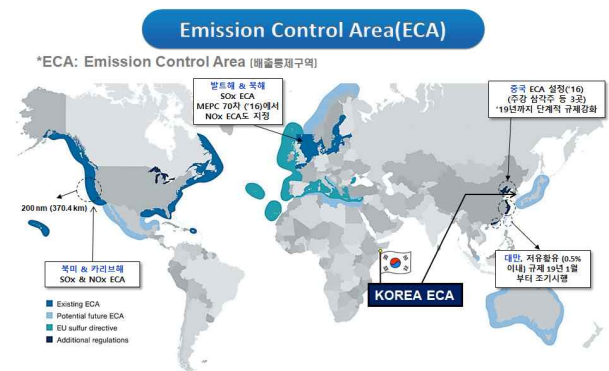 Emission Control Area(ECA)
*ECA: Emission Control Area [배출통제구역]
발트해 & 북해
SOx ECA
MEPC 70차 ('16)에서
NOx ECA도 지정
중국 ECA 설정('16)
(주강 삼각주 등 3곳)
'19년까지 단계적 규제강화
200 nm (370.4 km)
북미 & 카리브해
SOx & NOx ECA
대만, 저유황유 (0.5%
이내) 규제 19년 1월
부터 조기시행
KOREA ECA
Existing ECA
Potential future ECA
EU sulfur directive
Additional regulations